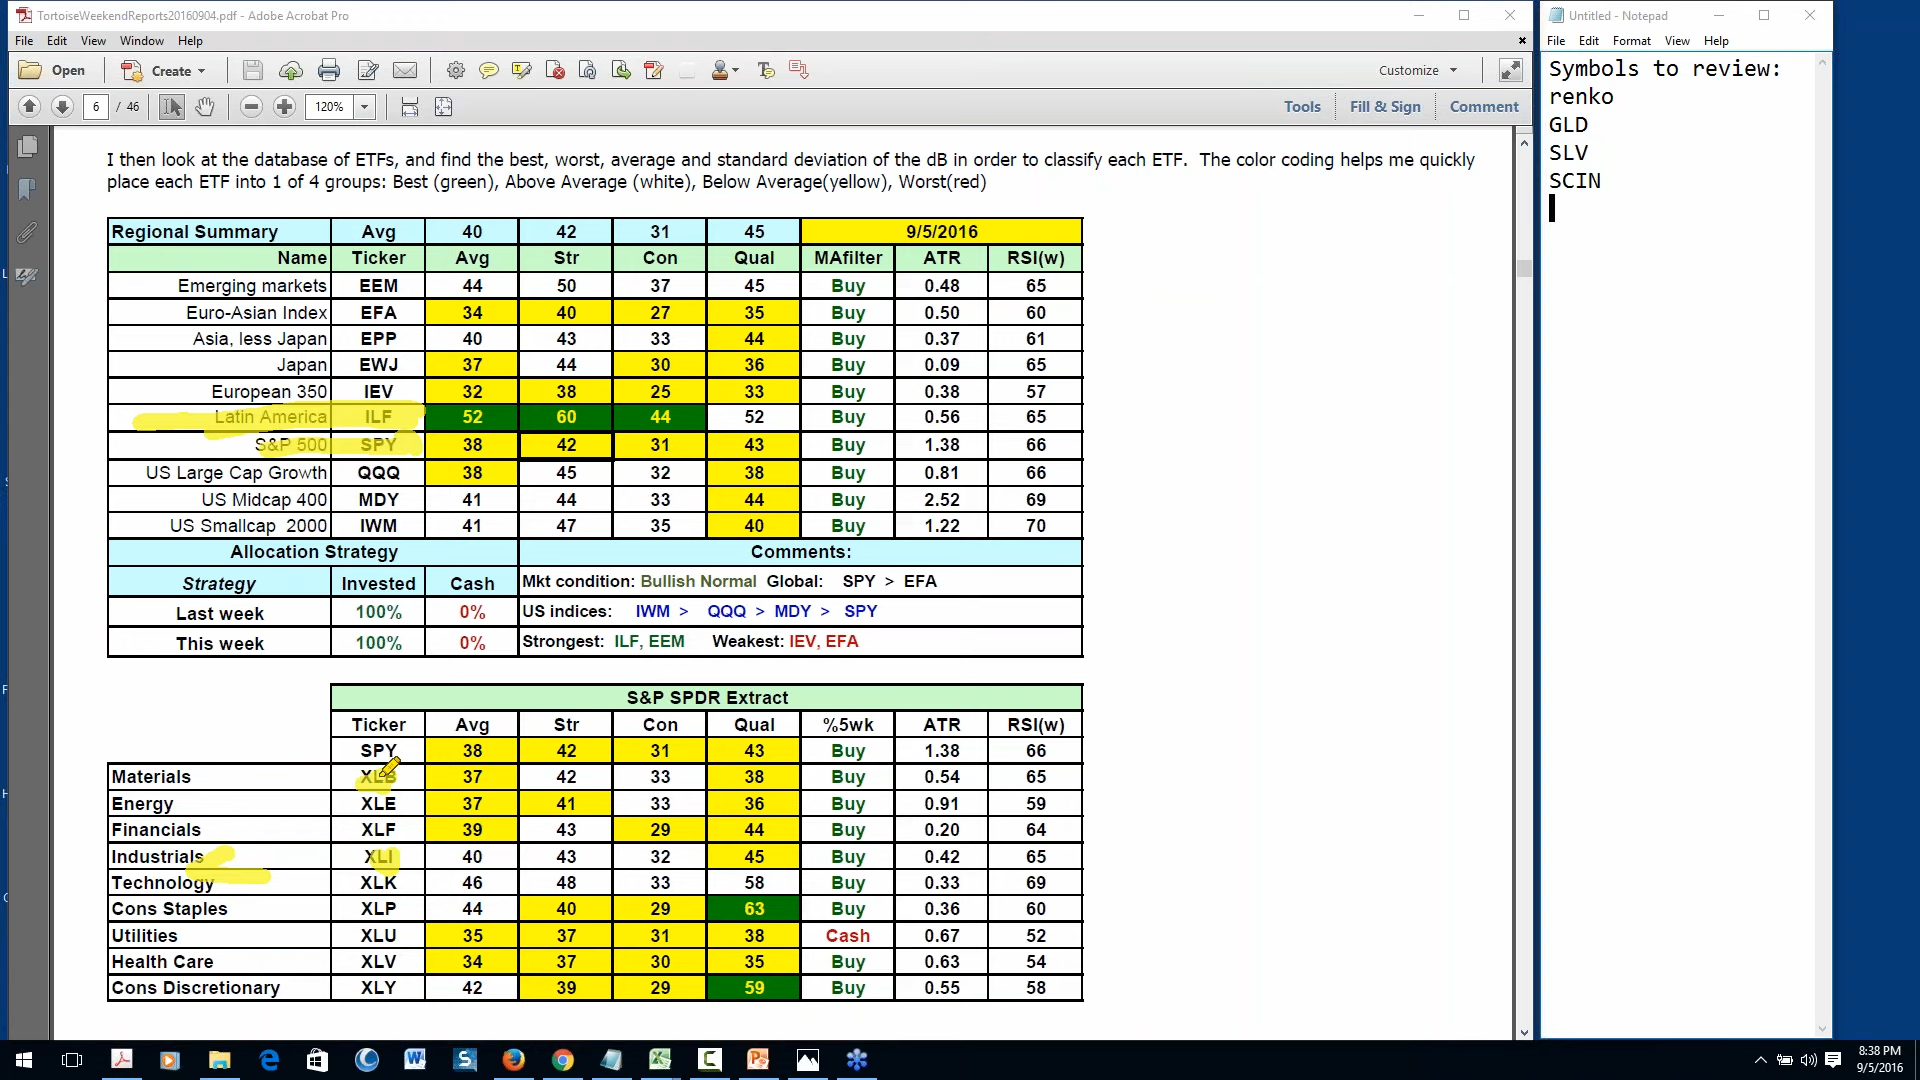 TortoiseWeekendReports20160904.pdf - Adobe Acrobat Pro
File Edit View Window Help
Open Create Customize
6 / 46 120% Tools Fill & Sign Comment
I then look at the database of ETFs, and find the best, worst, average and standard deviation of the dB in order to classify each ETF. The color coding helps me quickly
place each ETF into 1 of 4 groups: Best (green), Above Average (white), Below Average(yellow), Worst(red)
Regional Summary Avg 40 42 31 45 9/5/2016
Name Ticker Avg Str Con Qual MAfilter ATR RSI(w)
Emerging markets EEM 44 50 37 45 Buy 0.48 65
Euro-Asian Index EFA 34 40 27 35 Buy 0.50 60
Asia, less Japan EPP 40 43 33 44 Buy 0.37 61
Japan EWJ 37 44 30 36 Buy 0.09 65
European 350 IEV 32 38 25 33 Buy 0.38 57
Latin America ILF 52 60 44 52 Buy 0.56 65
S&P 500 SPY 38 42 31 43 Buy 1.38 66
US Large Cap Growth QQQ 38 45 32 38 Buy 0.81 66
US Midcap 400 MDY 41 44 33 44 Buy 2.52 69
US Smallcap 2000 IWM 41 47 35 40 Buy 1.22 70
Allocation Strategy Comments:
Strategy Invested Cash Mkt condition: Bullish Normal Global: SPY > EFA
Last week 100% 0% US indices: IWM > QQQ > MDY > SPY
This week 100% 0% Strongest: ILF, EEM Weakest: IEV, EFA
S&P SPDR Extract
Ticker Avg Str Con Qual %5wk ATR RSI(w)
SPY 38 42 31 43 Buy 1.38 66
Materials XLB 37 42 33 38 Buy 0.54 65
Energy XLE 37 41 33 36 Buy 0.91 59
Financials XLF 39 43 29 44 Buy 0.20 64
Industrials XLI 40 43 32 45 Buy 0.42 65
Technology XLK 46 48 33 58 Buy 0.33 69
Cons Staples XLP 44 40 29 63 Buy 0.36 60
Utilities XLU 35 37 31 38 Cash 0.67 52
Health Care XLV 34 37 30 35 Buy 0.63 54
Cons Discretionary XLY 42 39 29 59 Buy 0.55 58
Untitled - Notepad
File Edit Format View Help
Symbols to review:
renko
GLD
SLV
SCIN
8:38 PM
9/5/2016